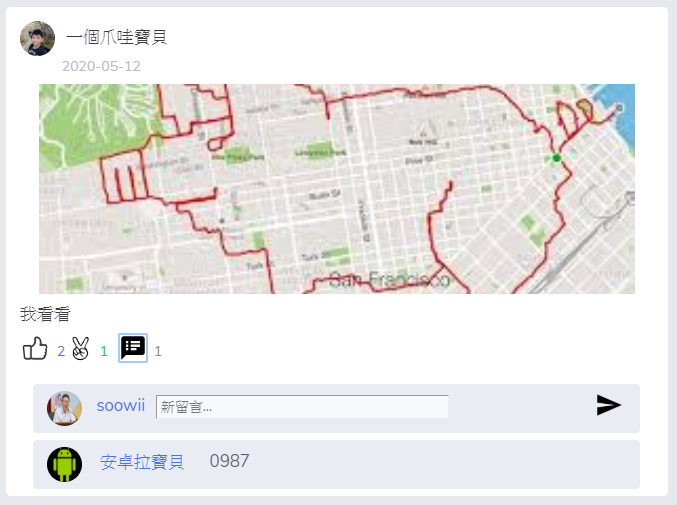 一個爪哇寶貝
2020-05-12
San Francisco
我看看
2 1 1
soowii 新留言...
安卓拉寶貝 0987